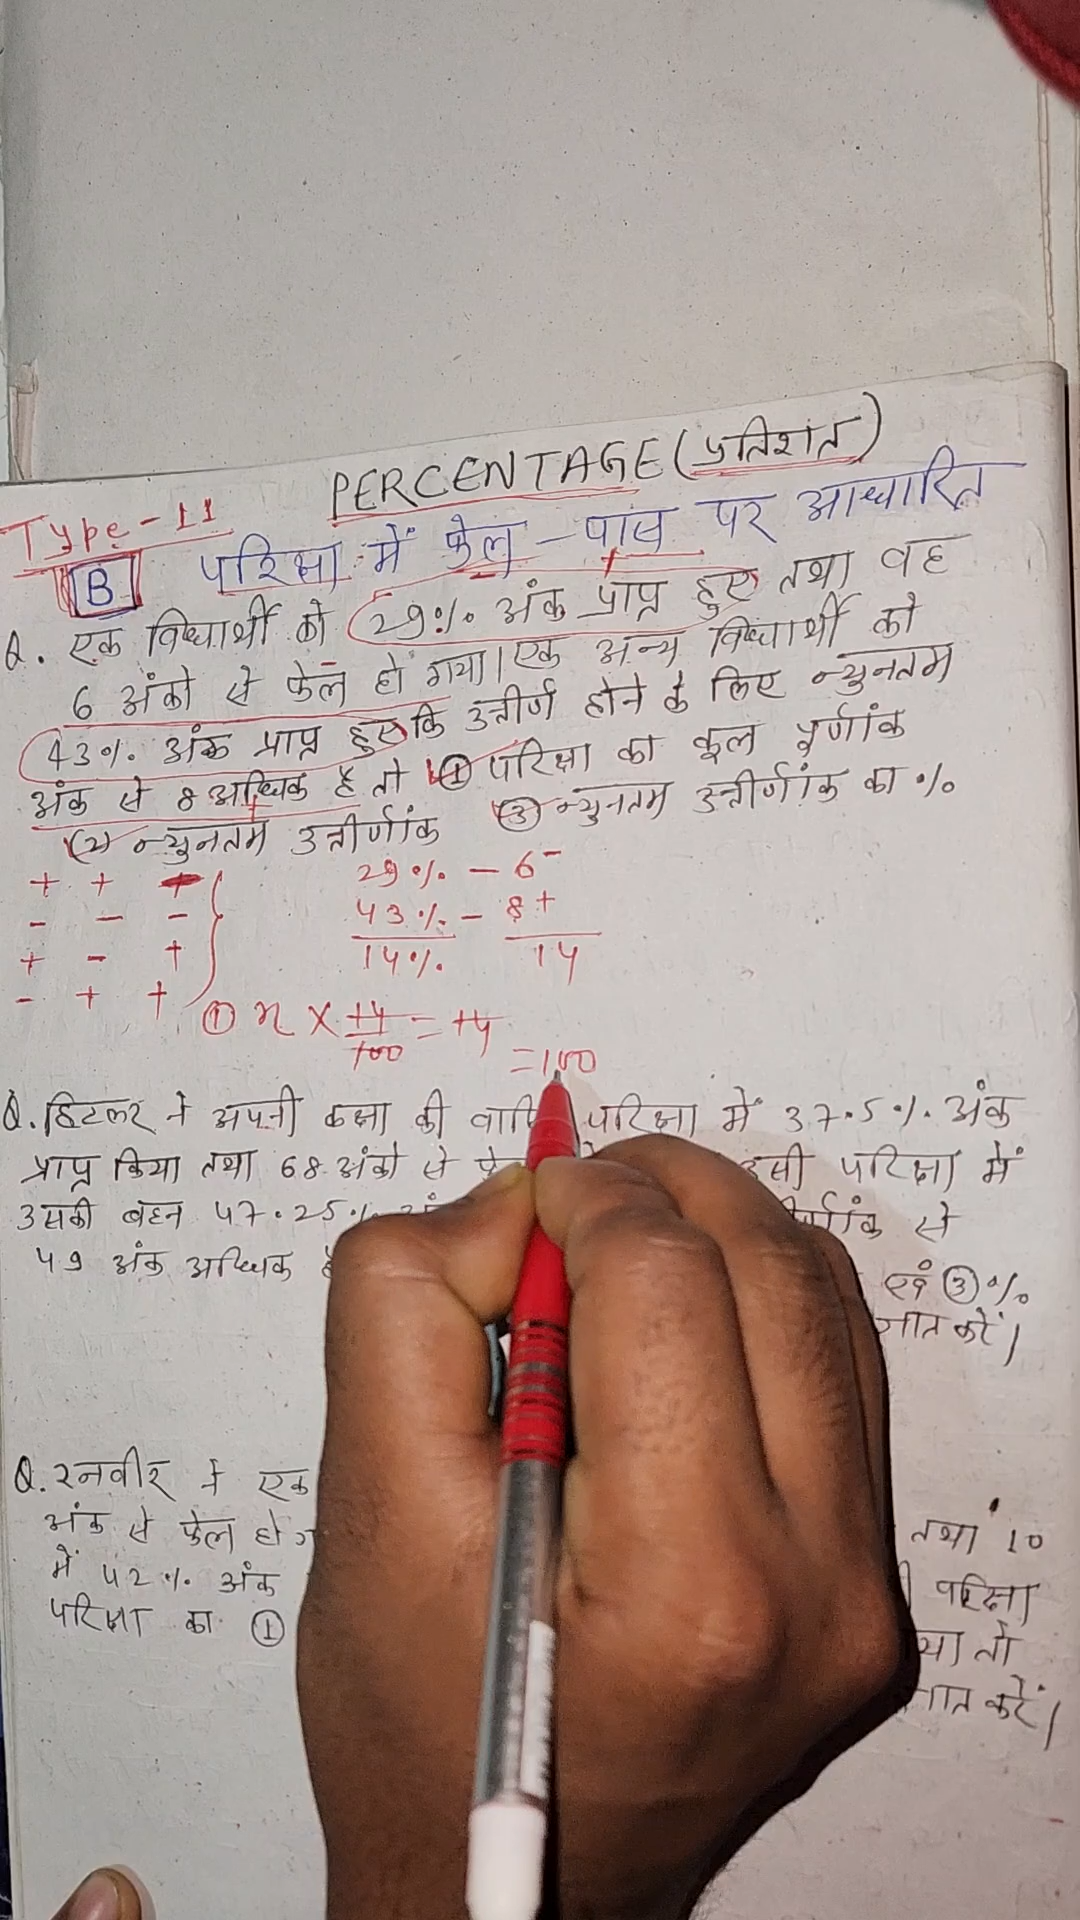 PERCENTAGE (प्रतिशत)
Type-11
B परिक्षा में फेल-पास पर आधारित
Q. एक विद्यार्थी को 29% अंक प्राप्त हुए तथा वह
6 अंको से फेल हो गया। एक अन्य विद्यार्थी को
43% अंक प्राप्त हुए कि उत्तीर्ण होने के लिए न्युनतम
अंक से 8 अधिक है तो ① परिक्षा का कुल पूर्णांक
② न्युनतम उत्तीर्णांक ③ न्युनतम उत्तीर्णांक का %
+ + +
- - -
+ - +
- + +
29% - 6-
43% - 8+
14% 14
① x × 14/100 = 14
=100
Q. हिटलर ने अपनी कक्षा की परिक्षा में 37.5% अंक
प्राप्त किया तथा 68 अंको से परिक्षा में
उसकी बहन 47.25% से
49 अंक अधिक एवं ③ %
ज्ञात करें।
Q. रनवीर ने एक
अंक से फेल हो तथा 10
में 42% अंक परिक्षा
परिक्षा का ① तो
ज्ञात करें।